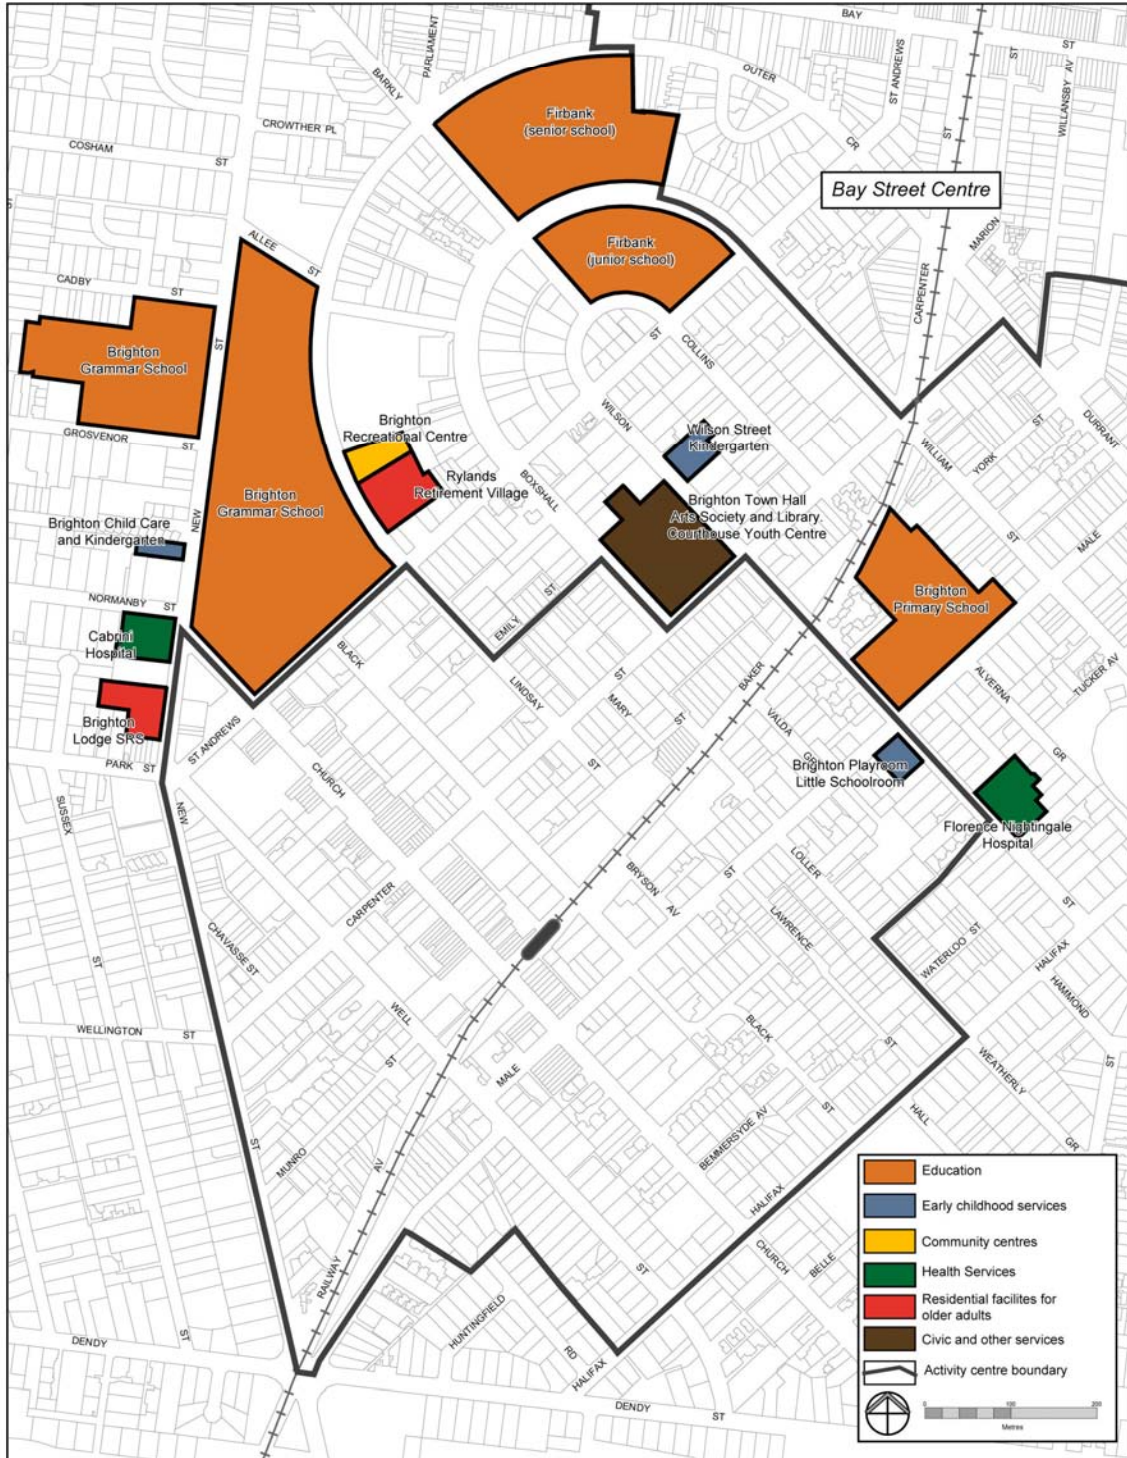 BAY
ST
PARLIAMENT
BARKLY
OUTER
ST ANDREWS
ST
WILLANSBY AV
CROWTHER PL
COSHAM
ST
Firbank
(senior school)
CR
ST
Bay Street Centre
ST
ALLEE
ST
Firbank
(junior school)
MARION
CADBY
ST
CARPENTER
ST
COLLINS
ST
Brighton
Grammar School
WILSON
DURRANT
ST
GROSVENOR
ST
Brighton
Recreational Centre
Wilson Street
Kindergarten
WILLIAM
YORK
Rylands
Retirement Village
BOXSHALL
Brighton
Grammar School
Brighton Town Hall
Arts Society and Library.
Courthouse Youth Centre
NEW
Brighton Child Care
and Kindergarten
ST
MALE
NORMANBY
ST
EMILY
ST
Brighton
Primary School
Cabrini
Hospital
BLACK
LINDSAY
ST
MARY
ST
BAKER
ALVERNA
TUCKER AV
Brighton
Lodge SRS
ST ANDREWS
VALDA
GR
GR
PARK
ST
ST
Brighton Playroom
Little Schoolroom
SUSSEX
NEW
CHURCH
Florence Nightingale
Hospital
LOLLER
BRYSON
AV
ST
CARPENTER
LAWRENCE
ST
CHAVASSE ST
WATERLOO
ST
HALIFAX
ST
HAMMOND
WELL
WELLINGTON
ST
BLACK
ST
WEATHERLY
ST
ST
MALE
HALL
ST
BEMMERSYDE AV
GR
ST
MUNRO
AV
HALIFAX
CHURCH
BELLE
RAILWAY
ST
HUNTINGFIELD
RD
HALIFAX
DENDY
ST
DENDY
ST
Education
Early childhood services
Community centres
Health Services
Residential facilites for
older adults
Civic and other services
Activity centre boundary
0
100
200
Metres